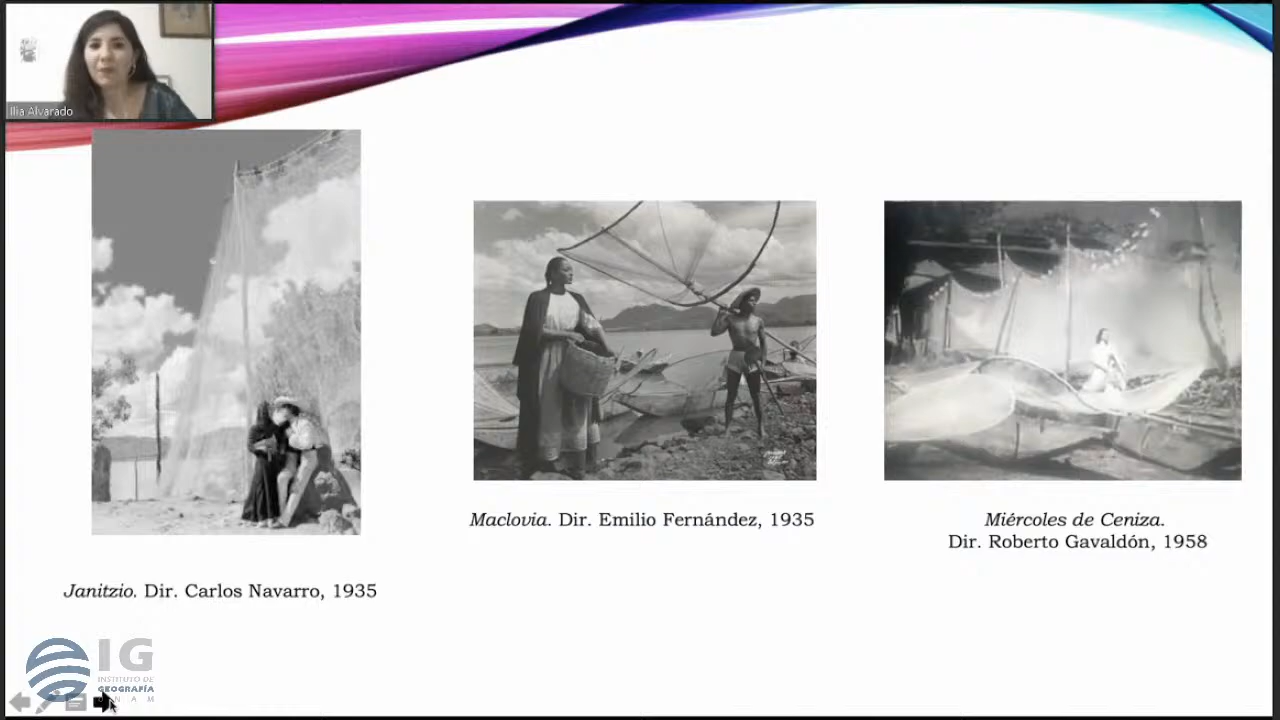 Ilia Alvarado
Maclovia. Dir. Emilio Fernández, 1935
Miércoles de Ceniza.
Dir. Roberto Gavaldón, 1958
Janitzio. Dir. Carlos Navarro, 1935
IG
INSTITUTO DE
GEOGRAFÍA
UNAM